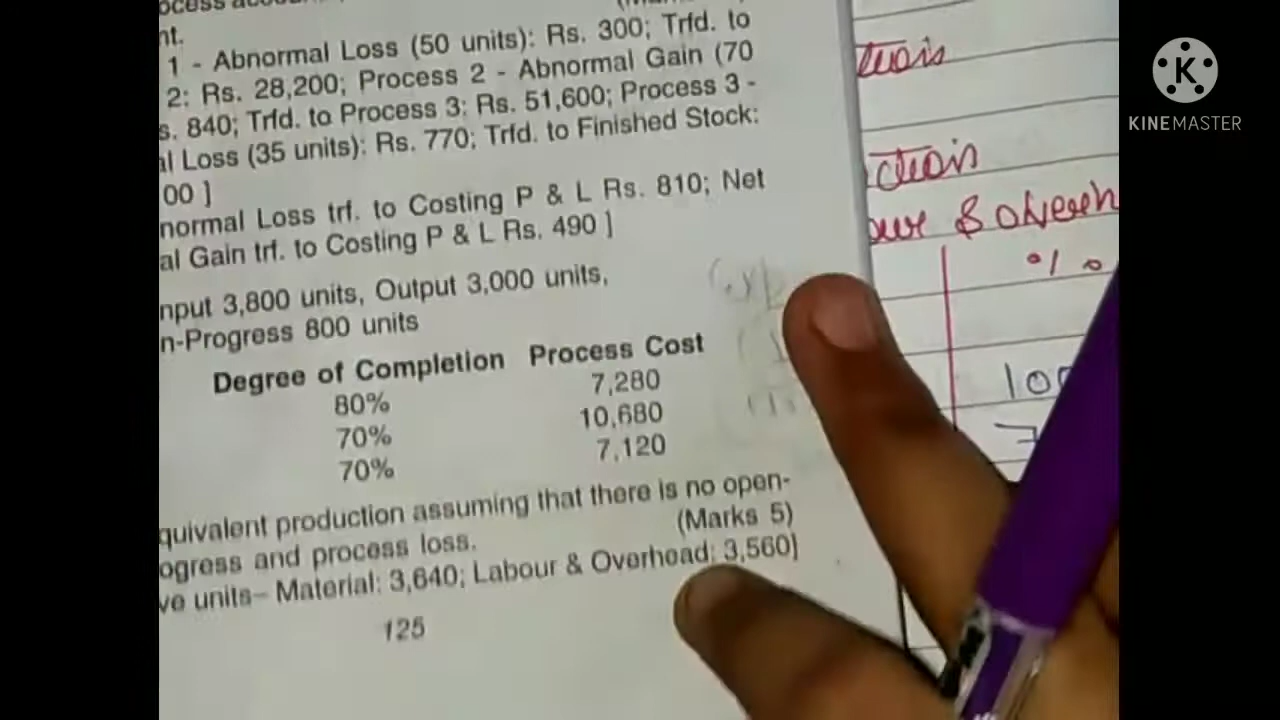 nt.
1 - Abnormal Loss (50 units): Rs. 300; Trfd. to
2: Rs. 28,200; Process 2 - Abnormal Gain (70
s. 840; Trfd. to Process 3: Rs. 51,600; Process 3 -
al Loss (35 units): Rs. 770; Trfd. to Finished Stock:
00 ]
normal Loss trf. to Costing P & L Rs. 810; Net
al Gain trf. to Costing P & L Rs. 490 ]
nput 3,800 units, Output 3,000 units,
n-Progress 800 units
Degree of Completion Process Cost
80% 7,280
70% 10,680
70% 7,120
quivalent production assuming that there is no open-
ogress and process loss.
(Marks 5)
ve units– Material: 3,640; Labour & Overhead: 3,560]
125
% 
100
7
K
KINEMASTER